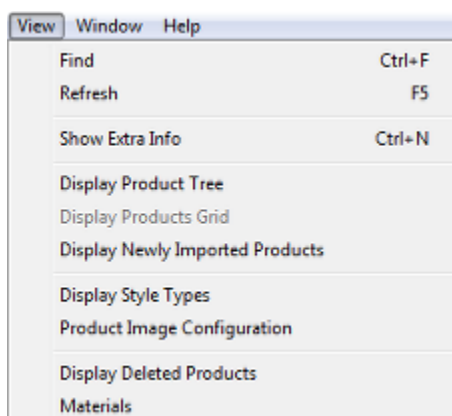 View Window Help
Find Ctrl+F
Refresh F5
Show Extra Info Ctrl+N
Display Product Tree
Display Products Grid
Display Newly Imported Products
Display Style Types
Product Image Configuration
Display Deleted Products
Materials